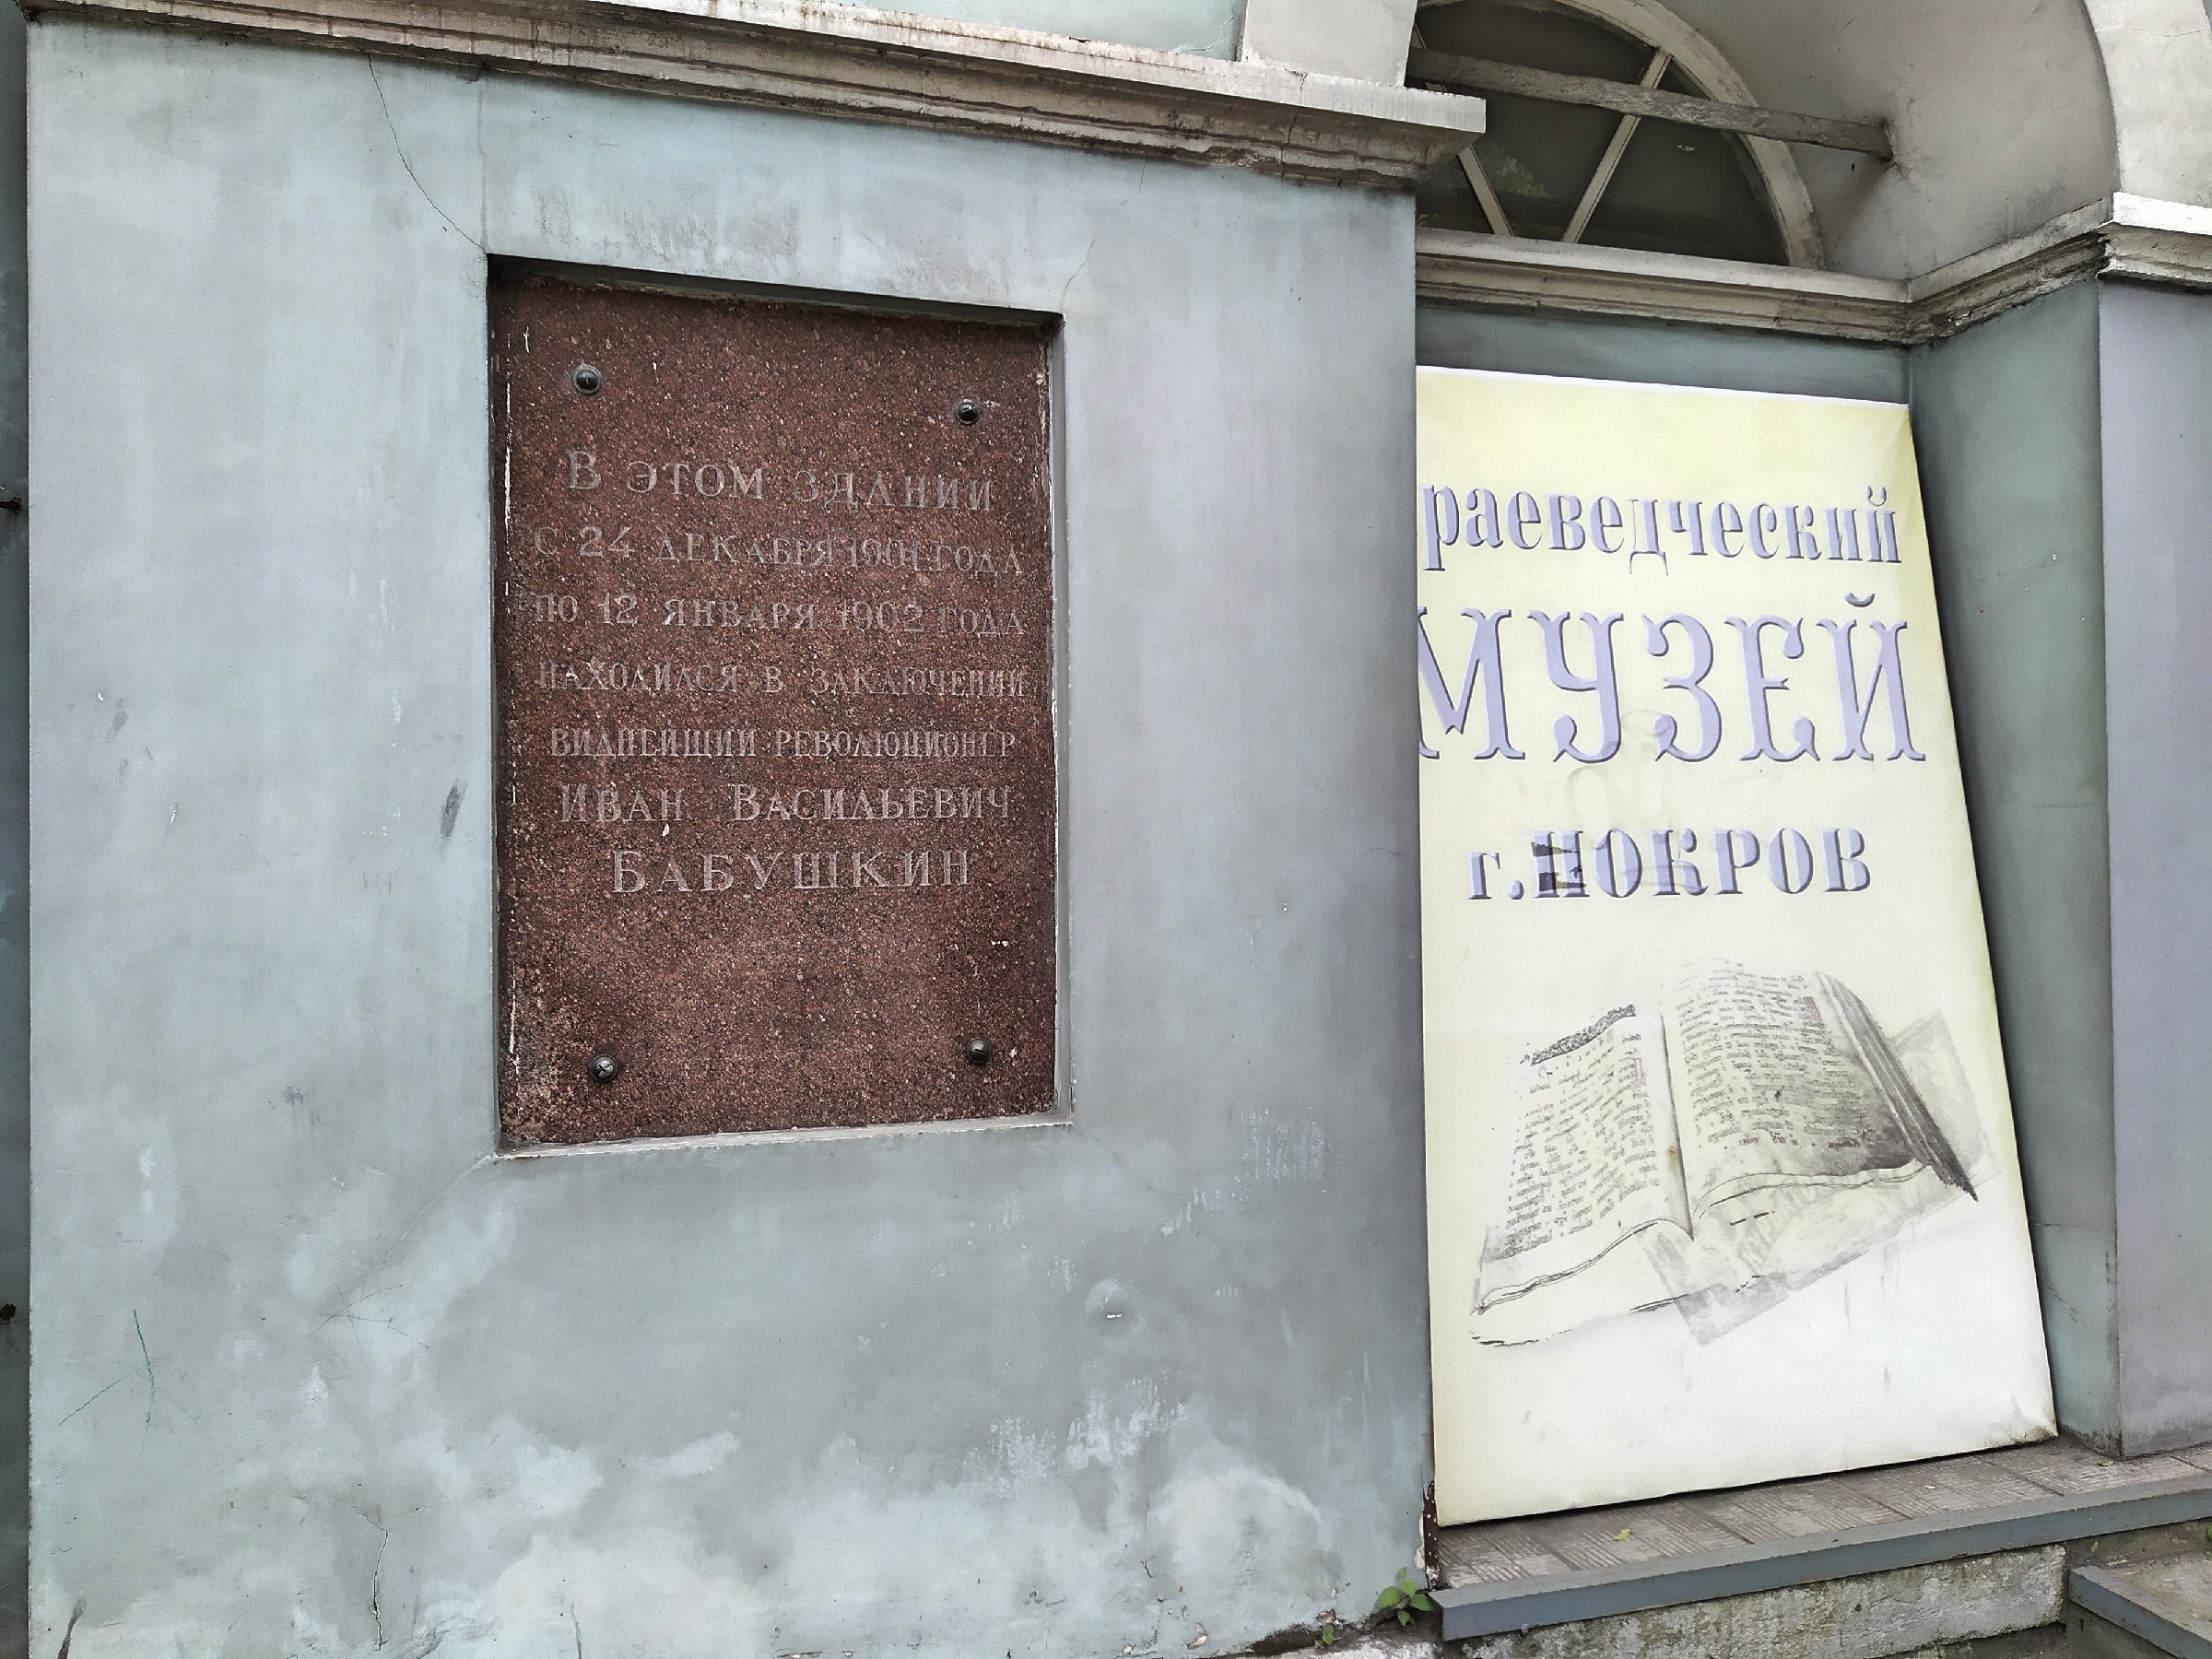 В ЭТОМ ЗДАНИИ
С 24 ДЕКАБРЯ 1901 ГОДА
ПО 12 ЯНВАРЯ 1902 ГОДА
НАХОДИЛСЯ В ЗАКЛЮЧЕНИИ
ВИДНЕЙШИЙ РЕВОЛЮЦИОНЕР
ИВАН ВАСИЛЬЕВИЧ
БАБУШКИН
раеведческий
МУЗЕЙ
г.ПОКРОВ